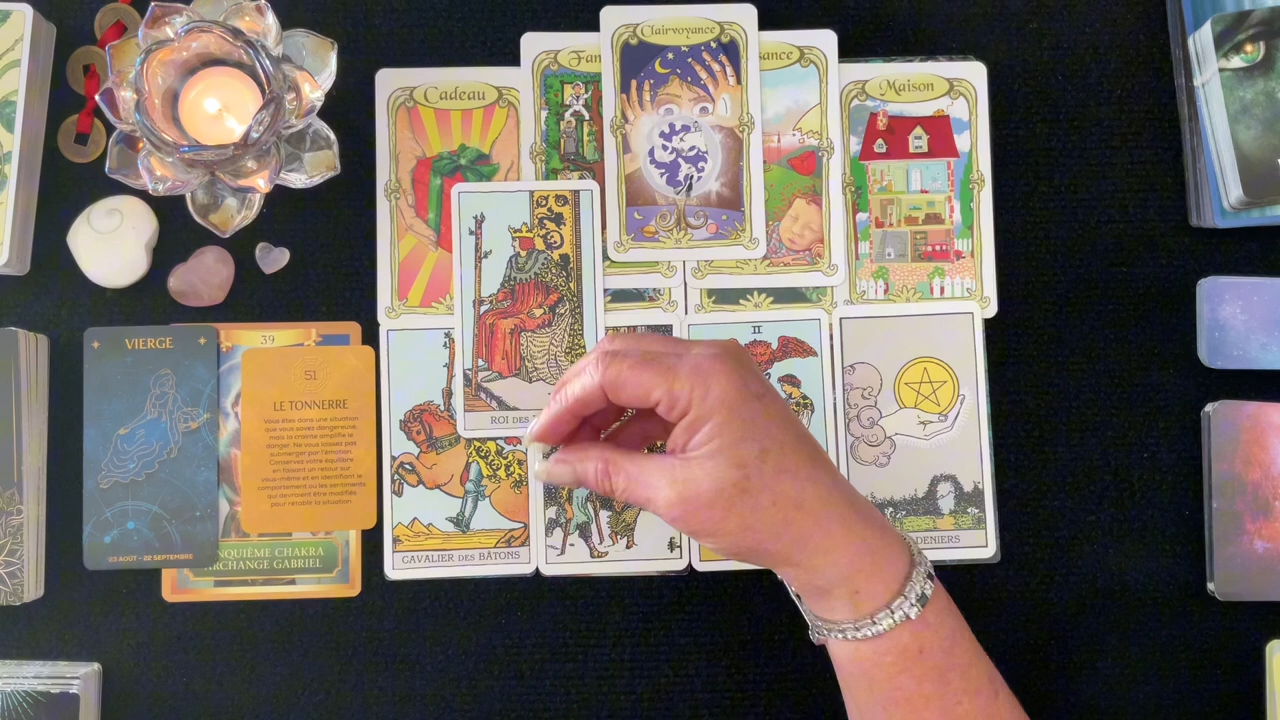 Clairvoyance
Cadeau
Maison
ROI DES
II
VIERGE
23 AOÛT - 22 SEPTEMBRE
39
51
LE TONNERRE
Vous êtes dans une situation
que vous savez dangereuse,
mais la crainte amplifie le
danger. Ne vous laissez pas
submerger par l'émotion.
Conservez votre équilibre
en faisant un retour sur
vous-même et en identifiant le
comportement ou les sentiments
qui devraient être modifiés
pour rétablir la situation.
CHAKRA
ARCHANGE GABRIEL
CAVALIER DES BÂTONS
DENIERS